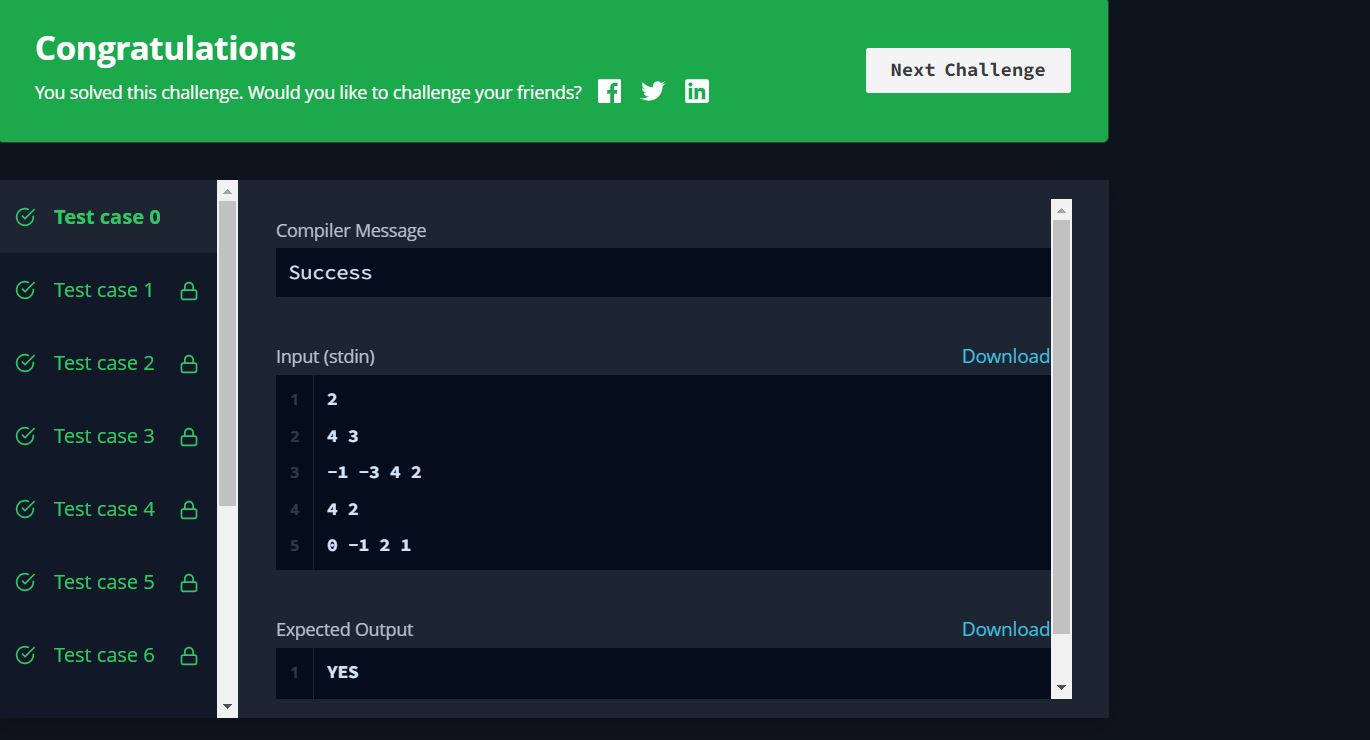 Congratulations
You solved this challenge. Would you like to challenge your friends?
Next Challenge
Test case 0
Test case 1
Test case 2
Test case 3
Test case 4
Test case 5
Test case 6
Compiler Message
Success
Input (stdin)
Download
1 2
2 4 3
3 -1 -3 4 2
4 4 2
5 0 -1 2 1
Expected Output
Download
1 YES